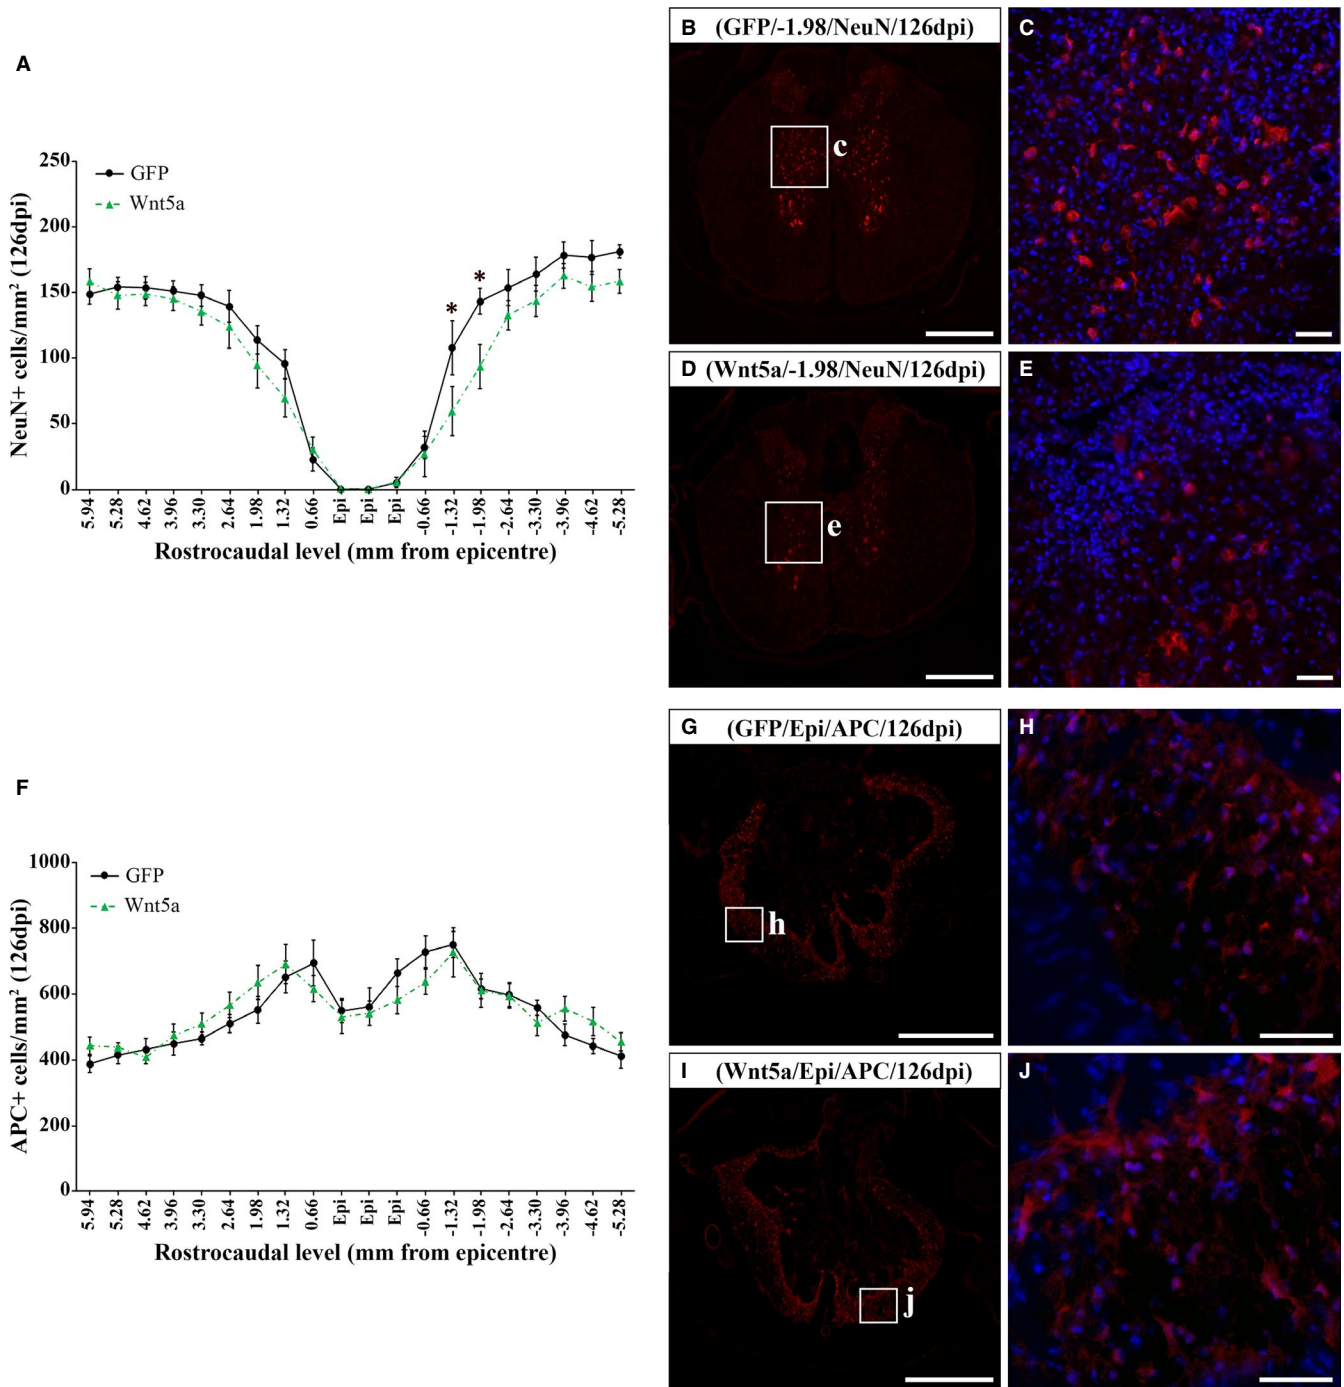 A
250
200
150
100
50
0
NeuN+ cells/mm² (126dpi)
GFP
Wnt5a
*
*
5.94 5.28 4.62 3.96 3.30 2.64 1.98 1.32 0.66 Epi Epi Epi -0.66 -1.32 -1.98 -2.64 -3.30 -3.96 -4.62 -5.28
Rostrocaudal level (mm from epicentre)
B (GFP/-1.98/NeuN/126dpi)
c
C
D (Wnt5a/-1.98/NeuN/126dpi)
e
E
F
1000
800
600
400
200
0
APC+ cells/mm² (126dpi)
GFP
Wnt5a
5.94 5.28 4.62 3.96 3.30 2.64 1.98 1.32 0.66 Epi Epi Epi -0.66 -1.32 -1.98 -2.64 -3.30 -3.96 -4.62 -5.28
Rostrocaudal level (mm from epicentre)
G (GFP/Epi/APC/126dpi)
h
H
I (Wnt5a/Epi/APC/126dpi)
j
J